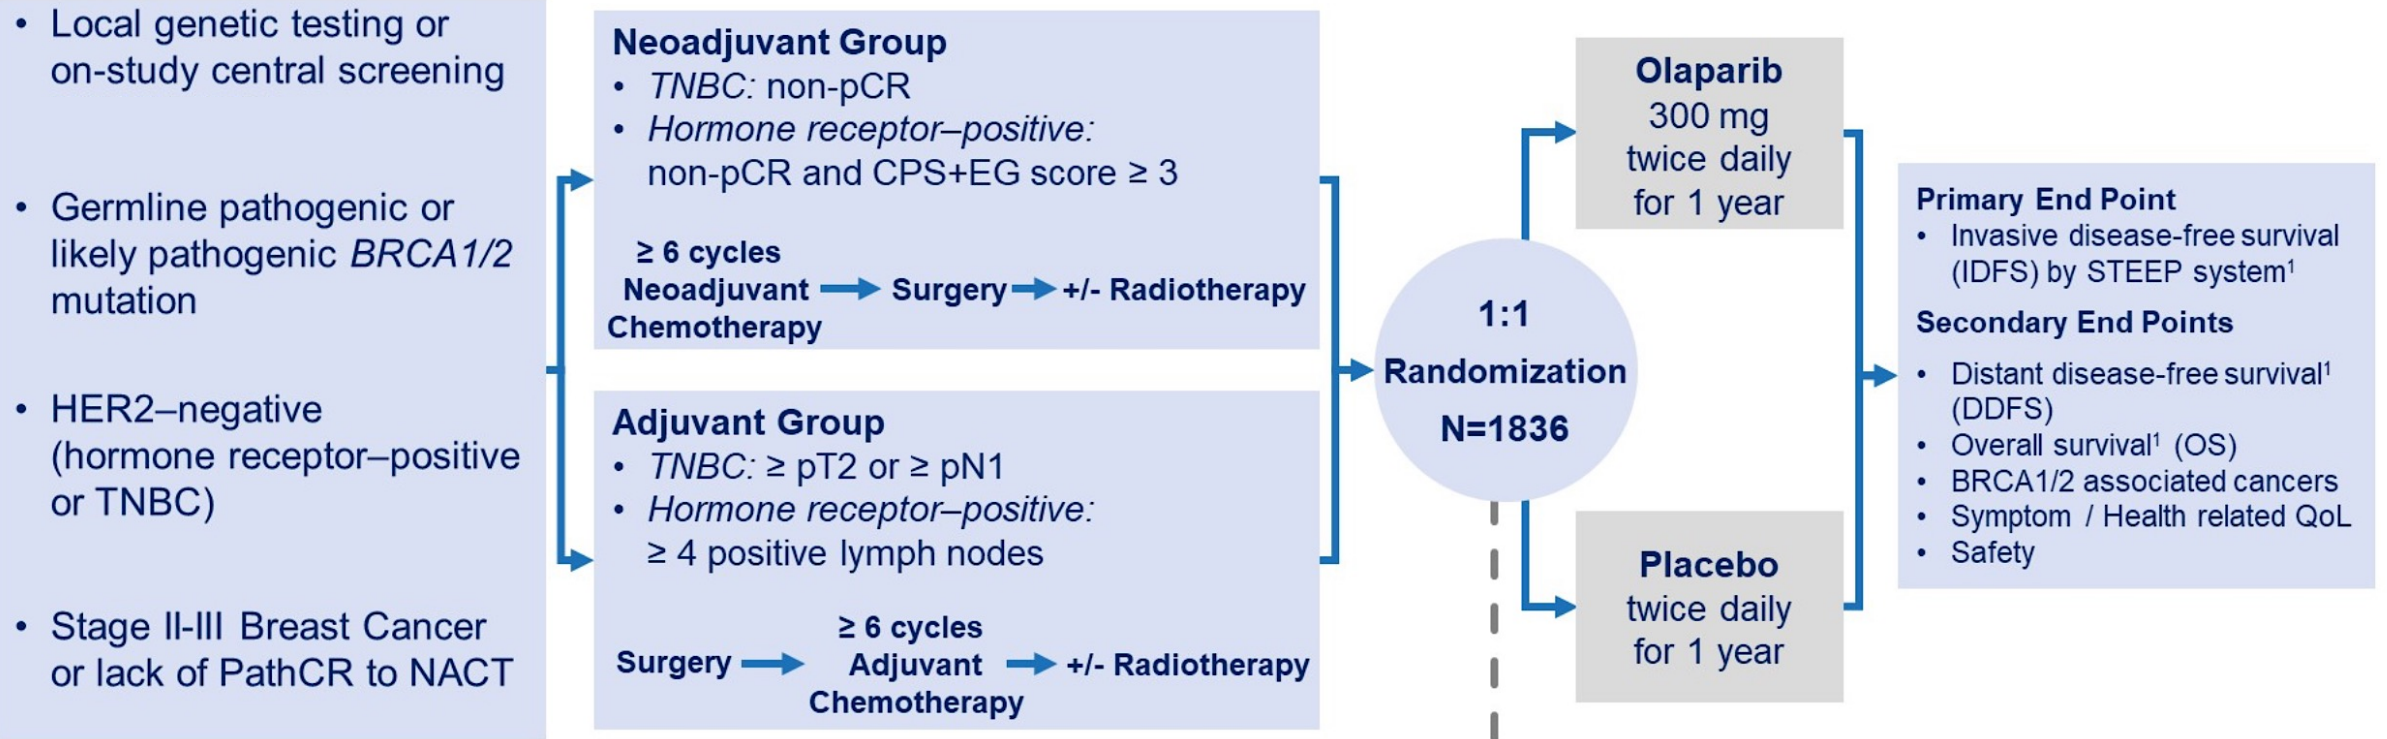 • Local genetic testing or
on-study central screening
• Germline pathogenic or
likely pathogenic BRCA1/2
mutation
• HER2–negative
(hormone receptor–positive
or TNBC)
• Stage II-III Breast Cancer
or lack of PathCR to NACT
Neoadjuvant Group
• TNBC: non-pCR
• Hormone receptor–positive:
non-pCR and CPS+EG score ≥ 3
≥ 6 cycles
Neoadjuvant
Chemotherapy
Surgery
+/- Radiotherapy
Adjuvant Group
• TNBC: ≥ pT2 or ≥ pN1
• Hormone receptor–positive:
≥ 4 positive lymph nodes
Surgery
≥ 6 cycles
Adjuvant
Chemotherapy
+/- Radiotherapy
1:1
Randomization
N=1836
Olaparib
300 mg
twice daily
for 1 year
Placebo
twice daily
for 1 year
Primary End Point
• Invasive disease-free survival
(IDFS) by STEEP system¹
Secondary End Points
• Distant disease-free survival¹
(DDFS)
• Overall survival¹ (OS)
• BRCA1/2 associated cancers
• Symptom / Health related QoL
• Safety